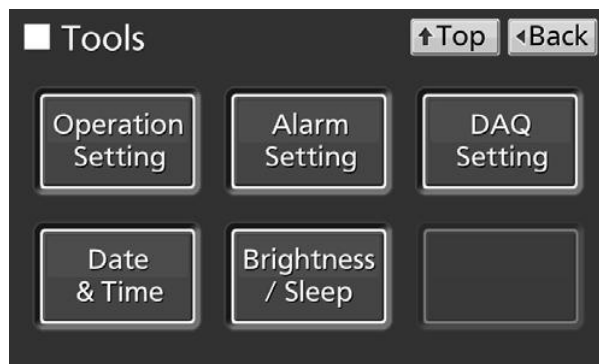 Tools
↑Top
◂Back
Operation
Setting
Alarm
Setting
DAQ
Setting
Date
& Time
Brightness
/ Sleep